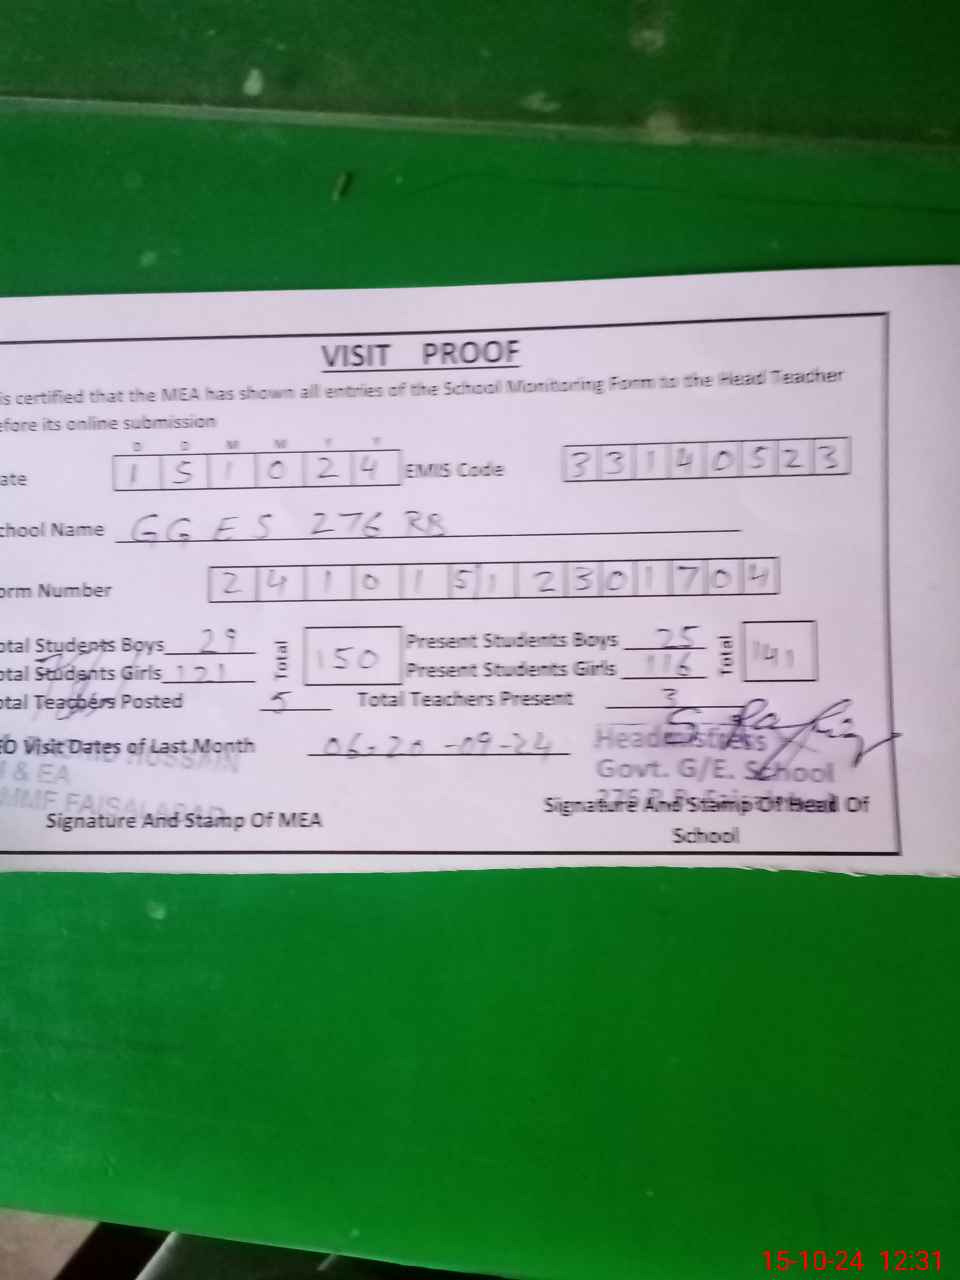 VISIT PROOF
is certified that the MEA has shown all entries of the School Monitoring Form to the Head Teacher
efore its online submission
D D M M Y Y
ate 1 5 1 0 2 4 EMIS Code 3 3 1 4 0 5 2 3
chool Name GGES 276 RB
orm Number 2 4 1 0 1 5 1 2 3 0 1 7 0 4
otal Students Boys 29 Total 150 Present Students Boys 25 Total 141
otal Students Girls 121 Present Students Girls 116
otal Teachers Posted 5 Total Teachers Present 3
EO Visit Dates of Last Month 06-20-09-24
Headmistress
HUSSAIN
& EA
Govt. G/E. School
MMF FAISALABAD
276
Signature And Stamp Of MEA
Signature And Stamp Of Head Of
School
15-10-24 12:31